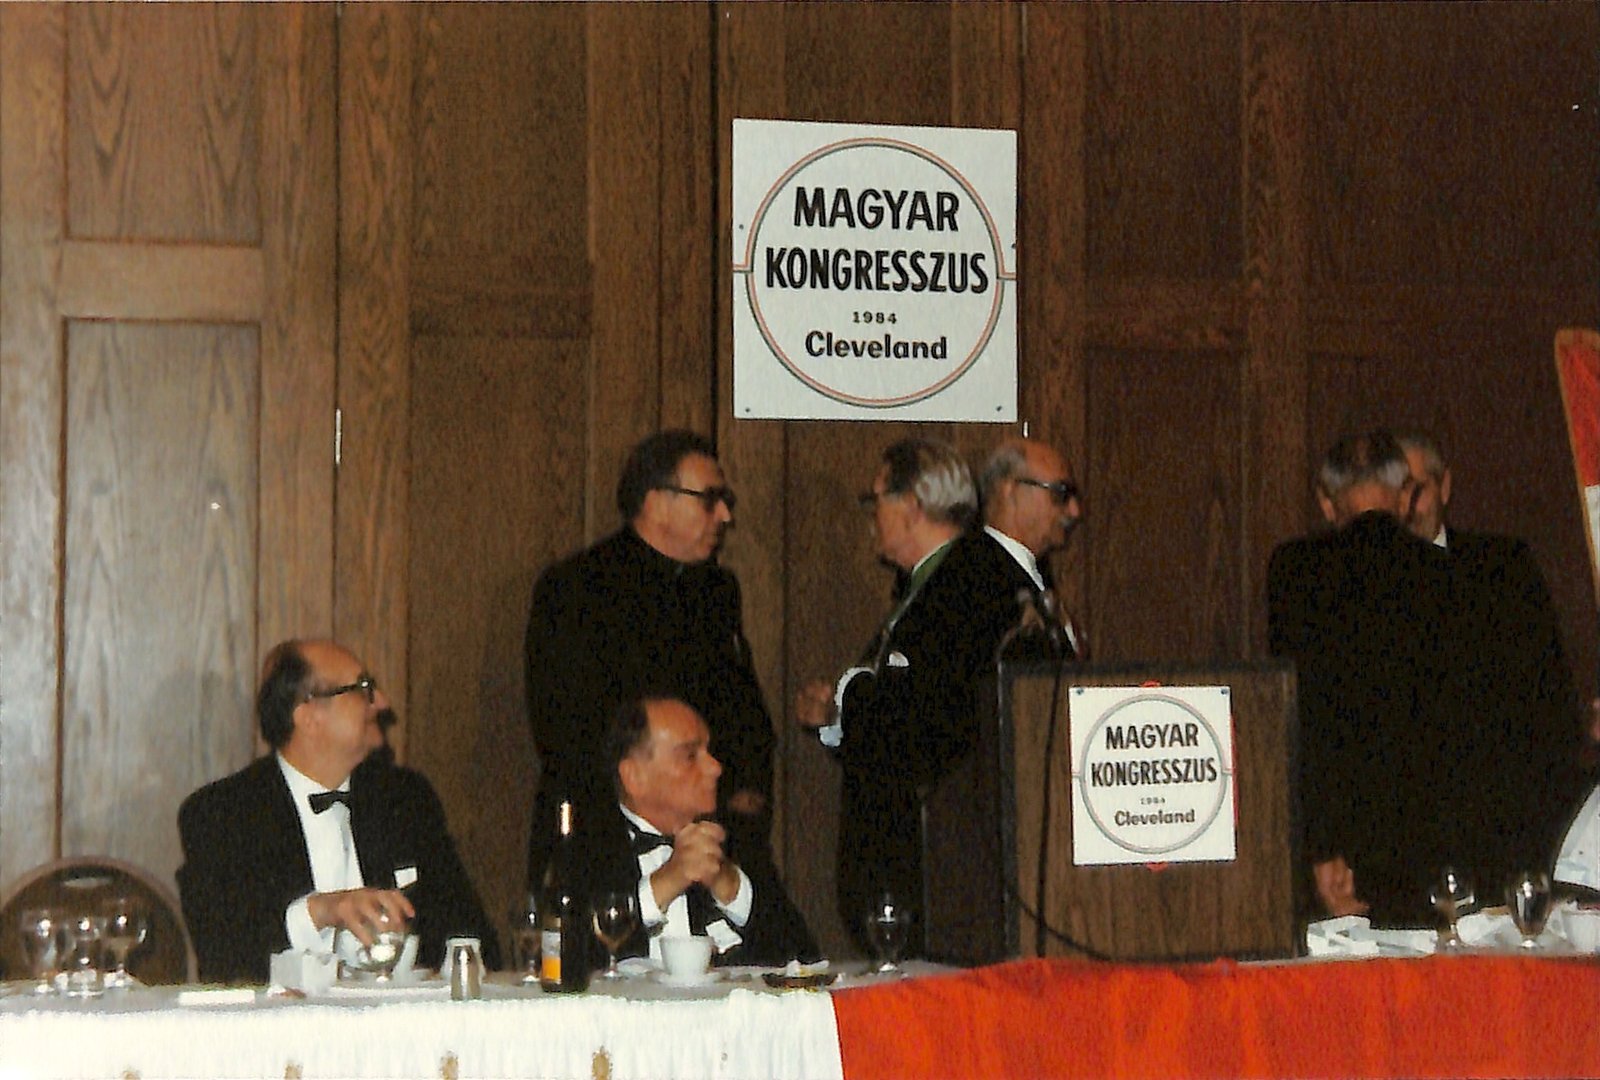 MAGYAR
KONGRESSZUS
1984
Cleveland
MAGYAR
KONGRESSZUS
1984
Cleveland